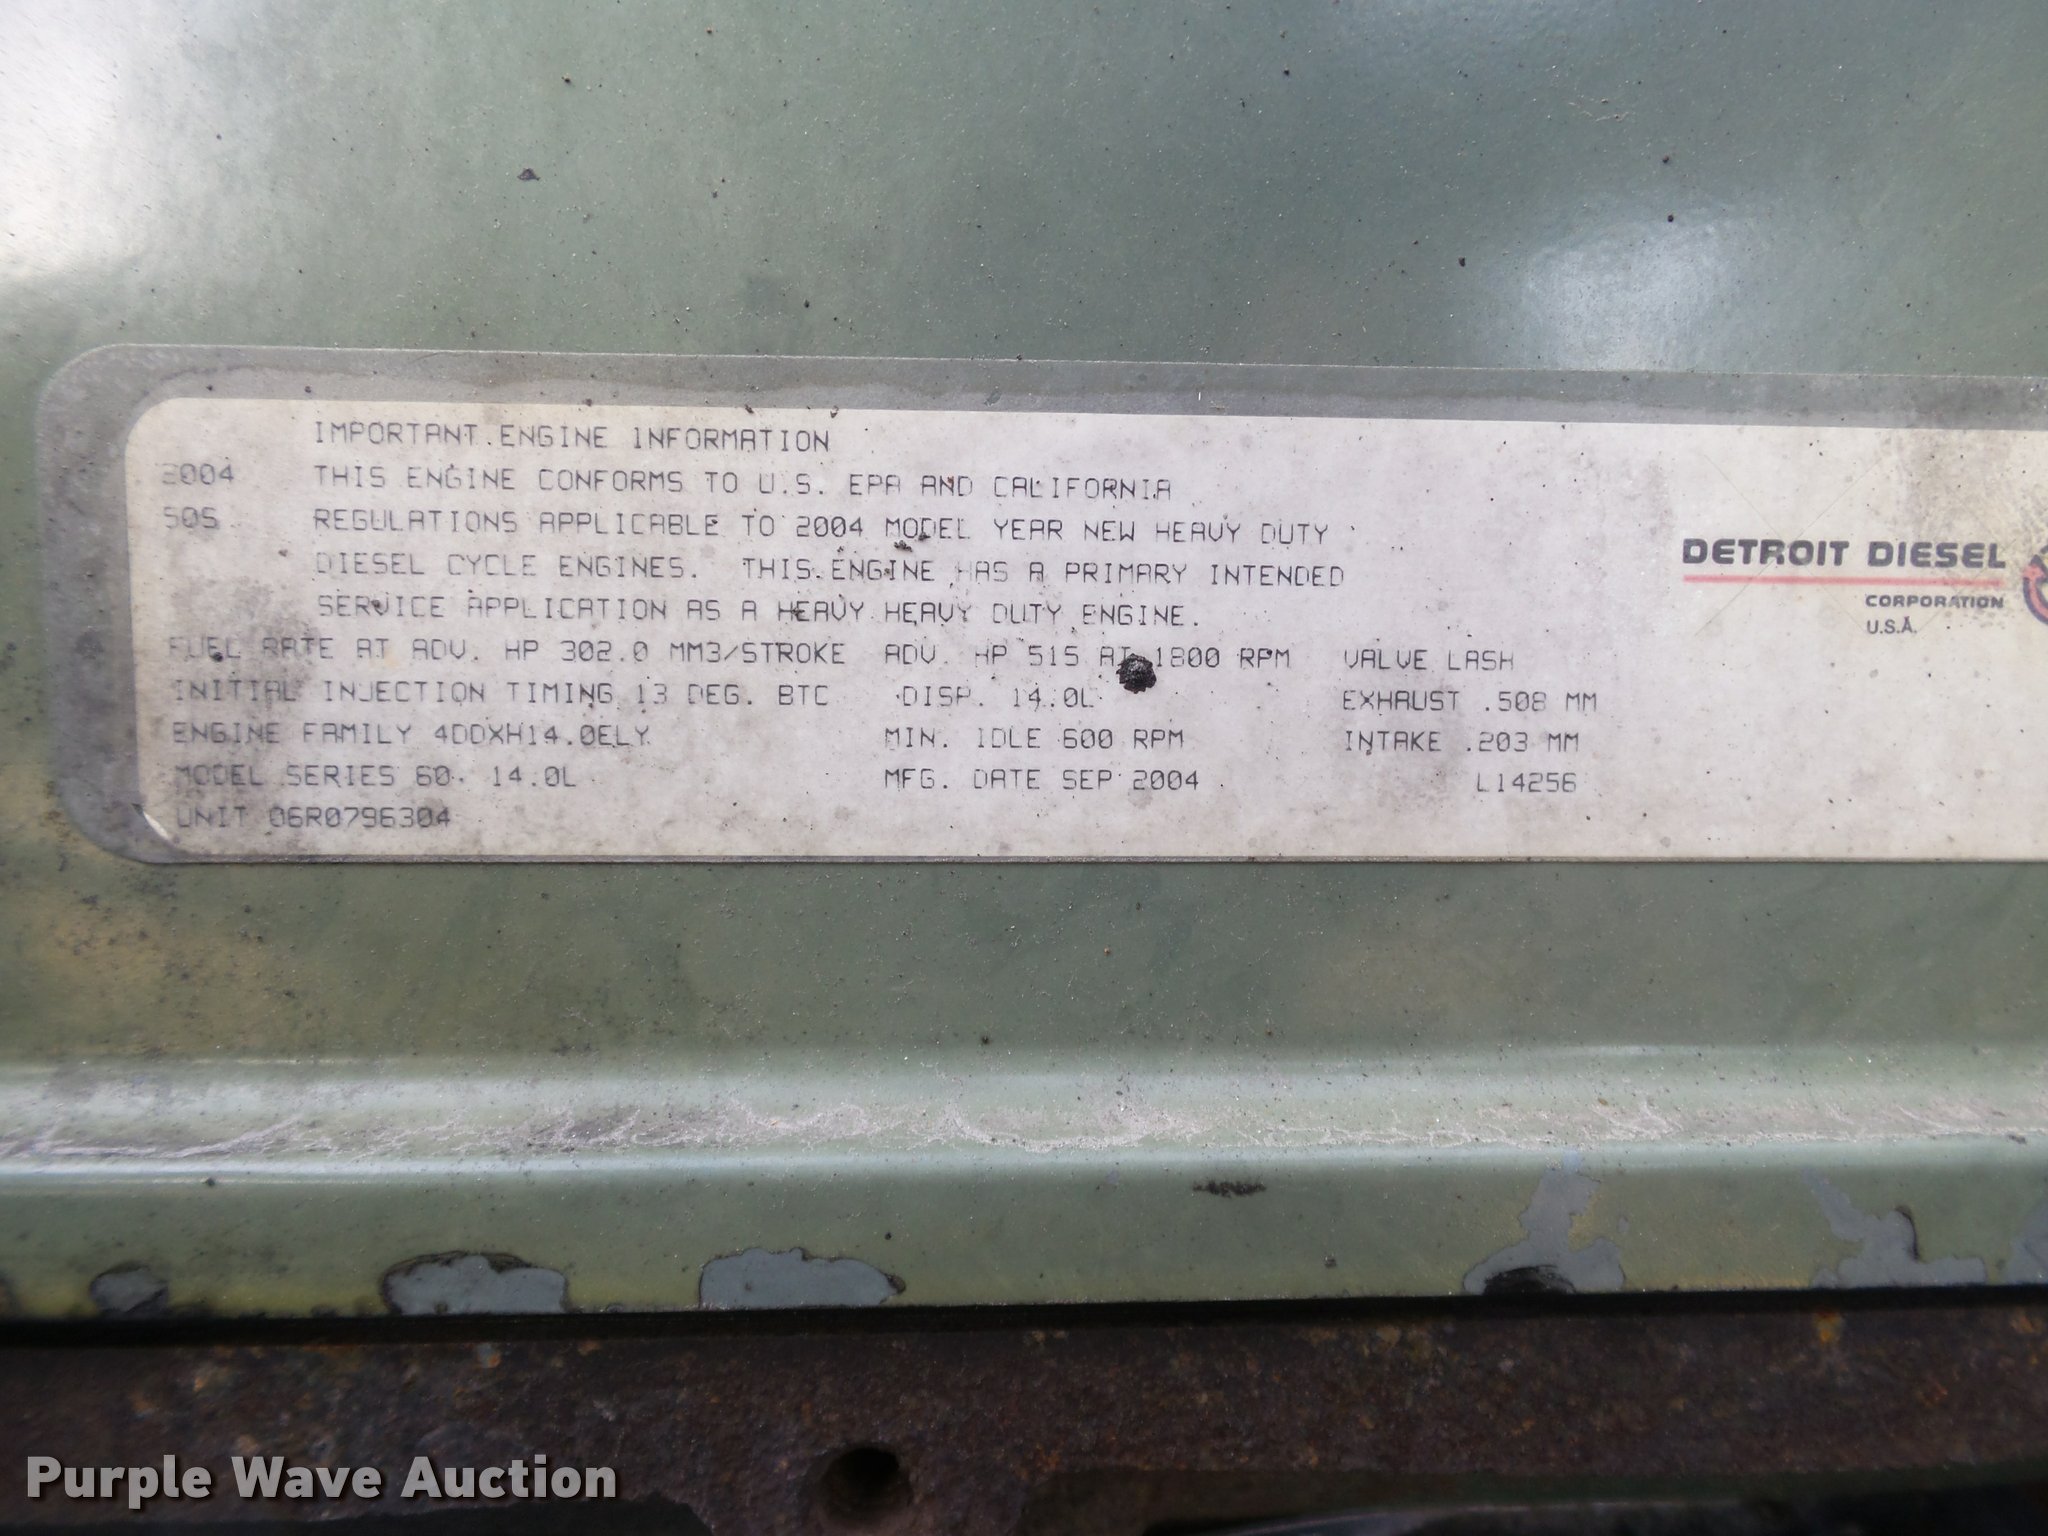 IMPORTANT ENGINE INFORMATION
2004 THIS ENGINE CONFORMS TO U.S. EPA AND CALIFORNIA
50S REGULATIONS APPLICABLE TO 2004 MODEL YEAR NEW HEAVY DUTY
DIESEL CYCLE ENGINES. THIS ENGINE HAS A PRIMARY INTENDED
SERVICE APPLICATION AS A HEAVY HEAVY DUTY ENGINE.
FUEL RATE AT ADV. HP 302.0 MM3/STROKE ADV. HP 515 AT 1800 RPM VALVE LASH
INITIAL INJECTION TIMING 13 DEG. BTC DISP. 14.0L EXHAUST .508 MM
ENGINE FAMILY 4DDXH14.0ELY MIN. IDLE 600 RPM INTAKE .203 MM
MODEL SERIES 60 14.0L MFG. DATE SEP 2004 L14256
UNIT 06R0796304
DETROIT DIESEL
CORPORATION
U.S.A.
Purple Wave Auction